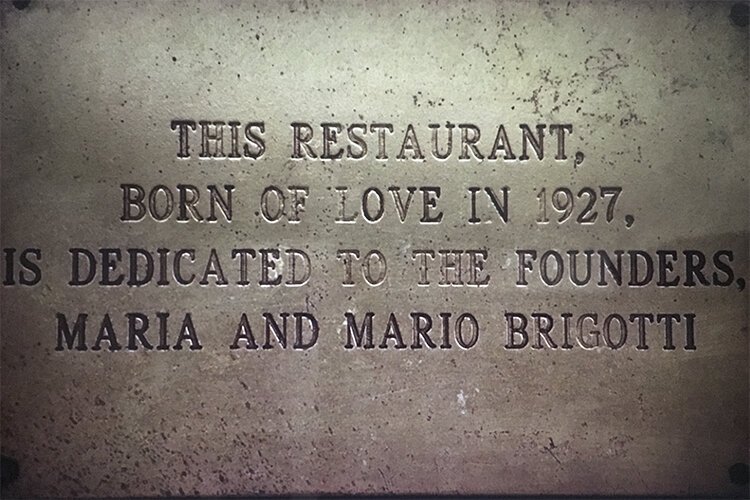 THIS RESTAURANT,
BORN OF LOVE IN 1927,
IS DEDICATED TO THE FOUNDERS,
MARIA AND MARIO BRIGOTTI